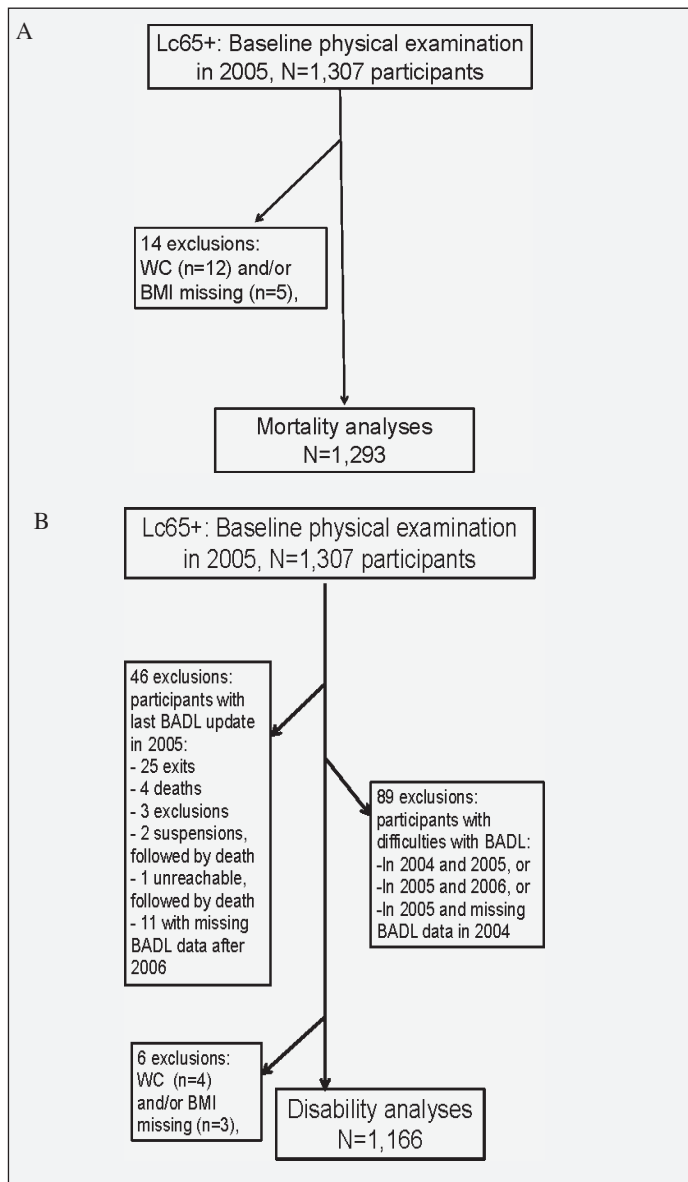 A
Lc65+: Baseline physical examination
in 2005, N=1,307 participants
14 exclusions:
WC (n=12) and/or
BMI missing (n=5),
Mortality analyses
N=1,293
B
Lc65+: Baseline physical examination
in 2005, N=1,307 participants
46 exclusions:
participants with
last BADL update
in 2005:
- 25 exits
- 4 deaths
- 3 exclusions
- 2 suspensions,
followed by death
- 1 unreachable,
followed by death
- 11 with missing
BADL data after
2006
89 exclusions:
participants with
difficulties with BADL:
-In 2004 and 2005, or
-In 2005 and 2006, or
-In 2005 and missing
BADL data in 2004
6 exclusions:
WC (n=4)
and/or BMI
missing (n=3),
Disability analyses
N=1,166